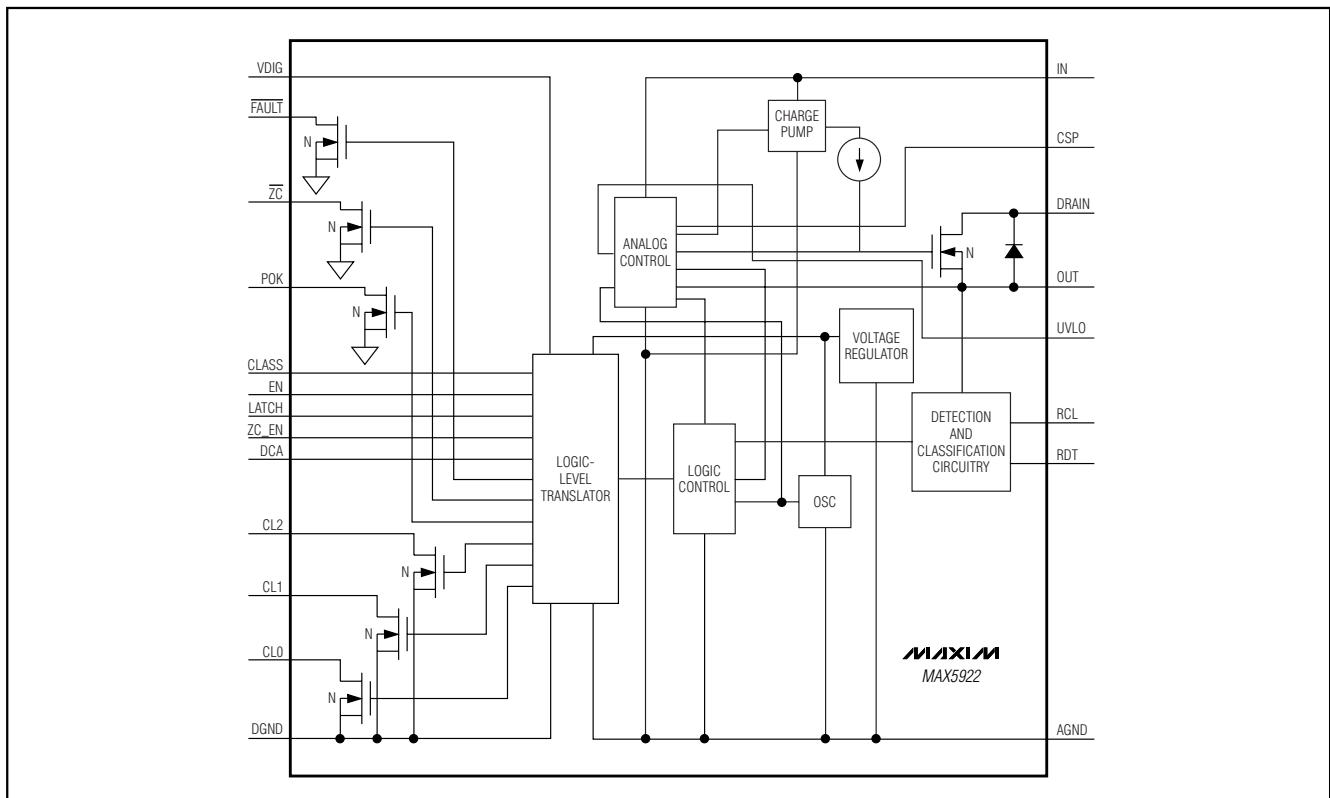 VDIG
FAULT
N
ZC
N
POK
N
CLASS
EN
LATCH
ZC_EN
DCA
CL2
N
CL1
N
CL0
N
DGND
LOGIC-
LEVEL
TRANSLATOR
ANALOG
CONTROL
CHARGE
PUMP
LOGIC
CONTROL
OSC
VOLTAGE
REGULATOR
DETECTION
AND
CLASSIFICATION
CIRCUITRY
N
IN
CSP
DRAIN
OUT
UVLO
RCL
RDT
AGND
MAXIM
MAX5922